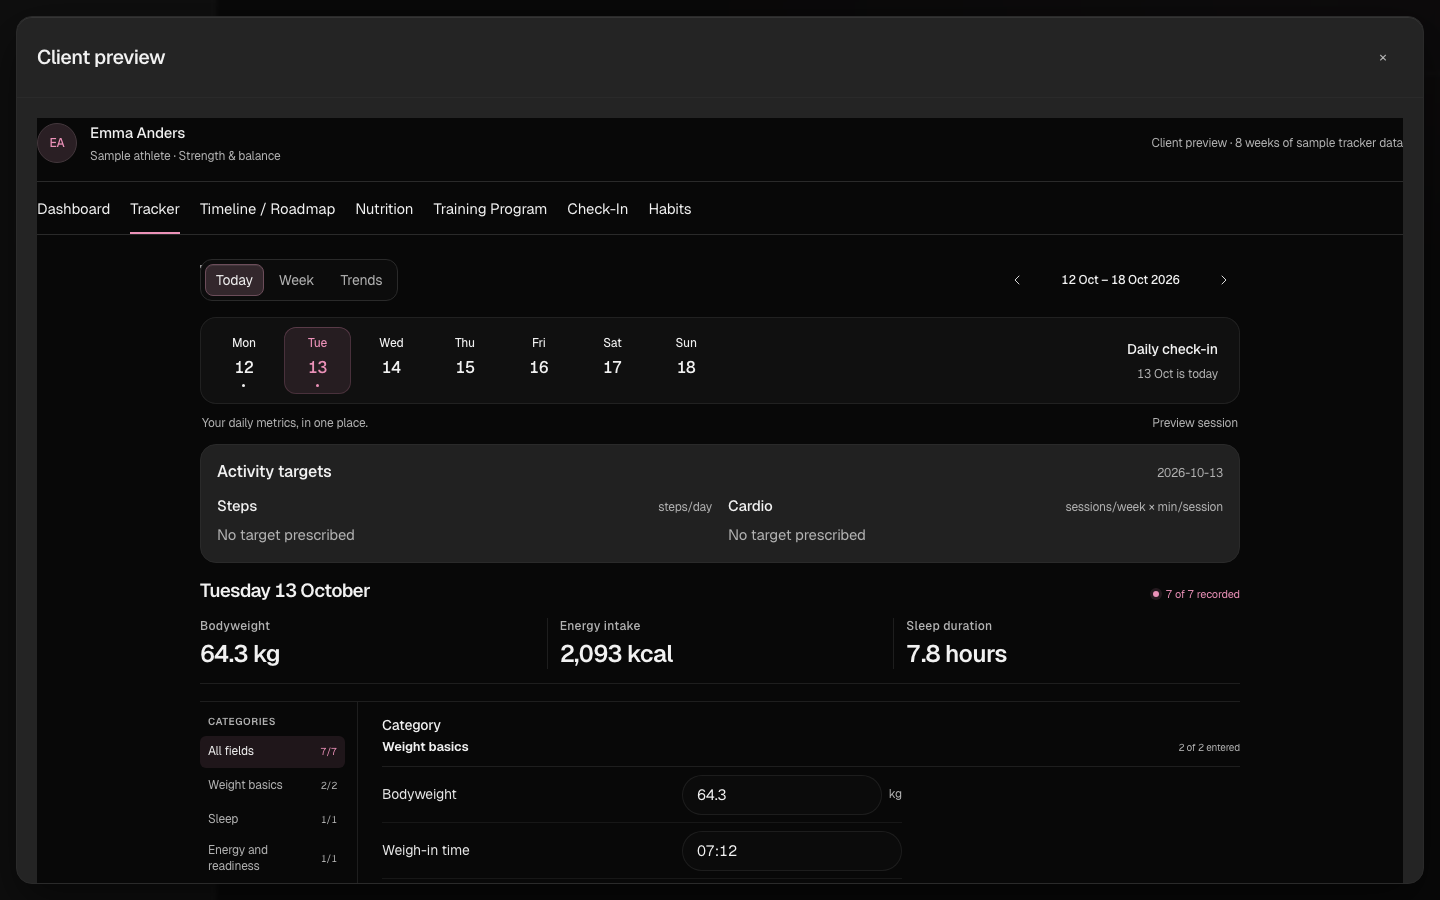 Client preview
×
EA
Emma Anders
Sample athlete · Strength & balance
Client preview · 8 weeks of sample tracker data
Dashboard Tracker Timeline / Roadmap Nutrition Training Program Check-In Habits
Today Week Trends
12 Oct – 18 Oct 2026
Mon Tue Wed Thu Fri Sat Sun
12 13 14 15 16 17 18
Daily check-in
13 Oct is today
Your daily metrics, in one place.
Preview session
Activity targets
2026-10-13
Steps steps/day
No target prescribed
Cardio sessions/week × min/session
No target prescribed
Tuesday 13 October
7 of 7 recorded
Bodyweight
64.3 kg
Energy intake
2,093 kcal
Sleep duration
7.8 hours
CATEGORIES
All fields 7/7
Weight basics 2/2
Sleep 1/1
Energy and
readiness 1/1
Category
Weight basics
2 of 2 entered
Bodyweight 64.3 kg
Weigh-in time 07:12